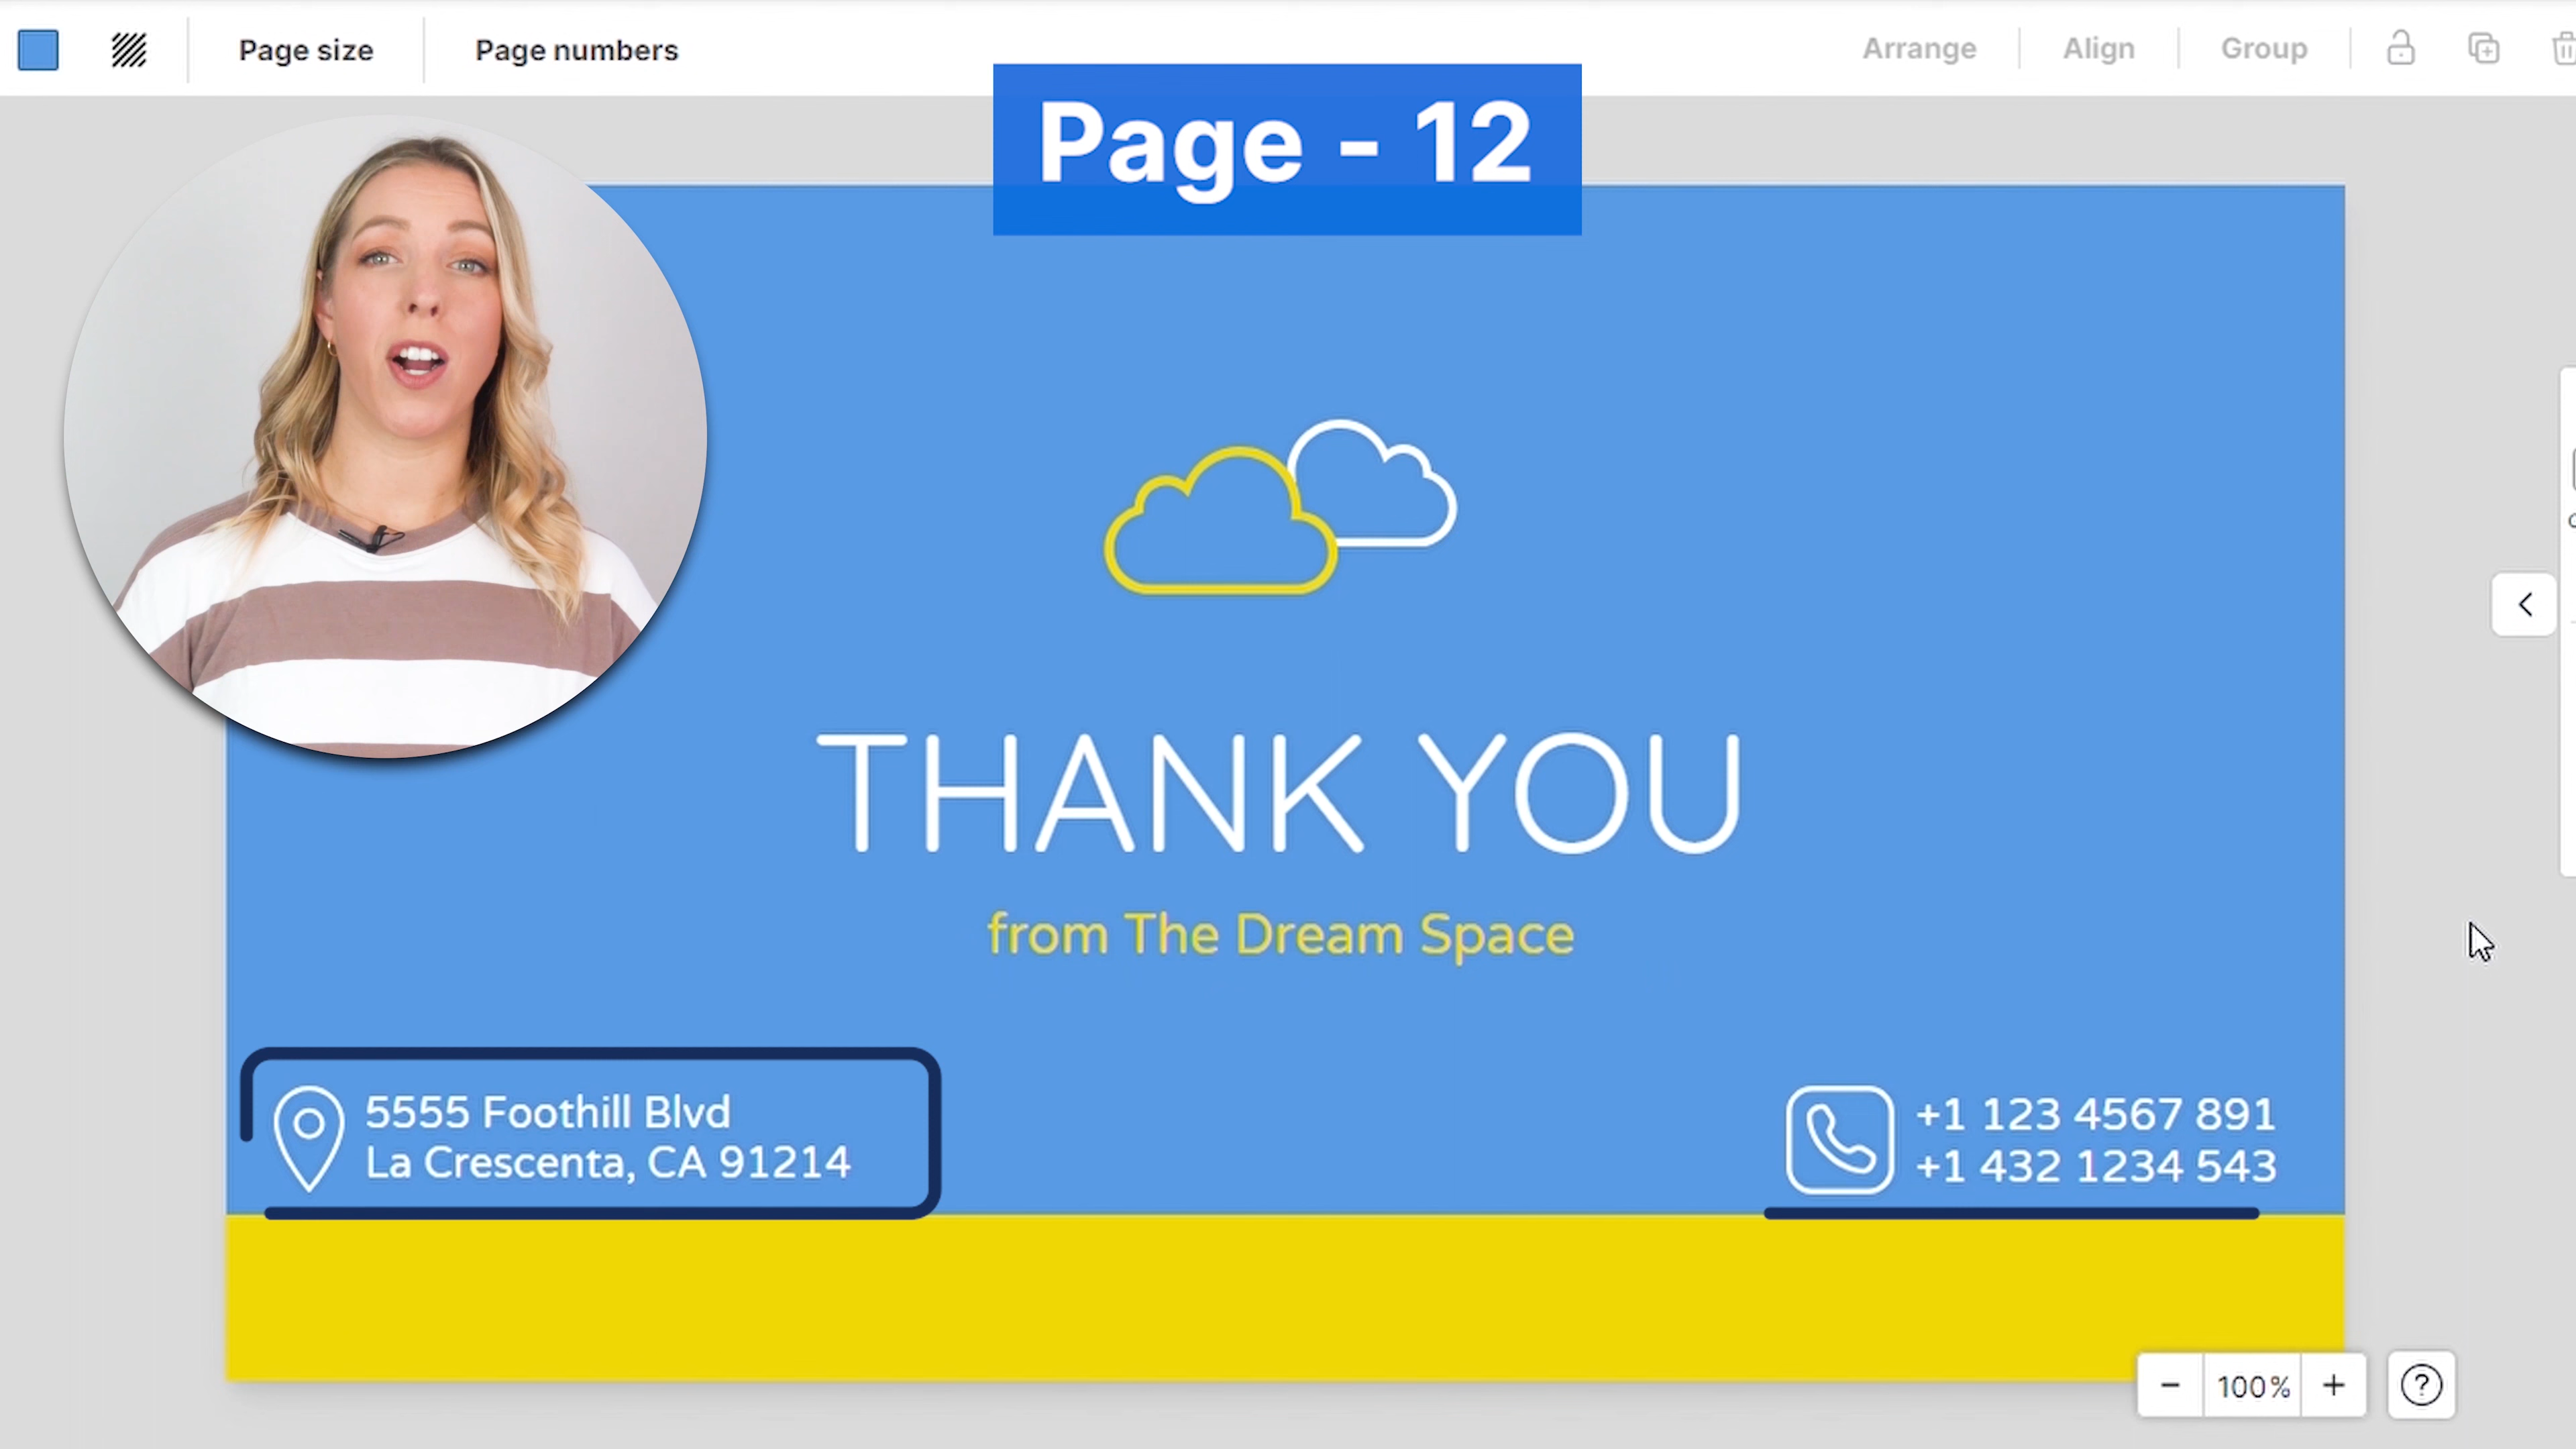 Page size
Page numbers
Arrange
Align
Group
Page - 12
THANK YOU
from The Dream Space
5555 Foothill Blvd
La Crescenta, CA 91214
+1 123 4567 891
+1 432 1234 543
100%